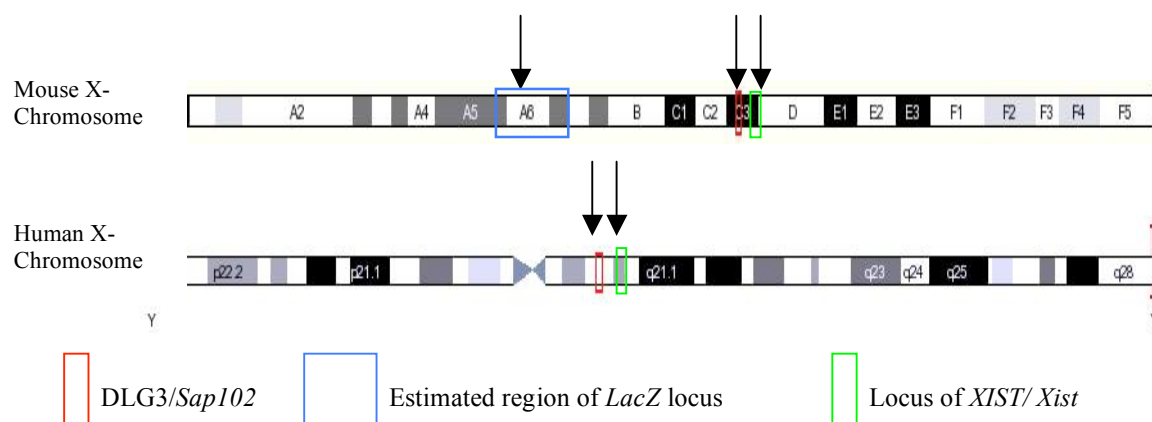 Mouse X-
Chromosome
A2 A4 A5 A6 B C1 C2 C3 D E1 E2 E3 F1 F2 F3 F4 F5
Human X-
Chromosome
p22.2 p21.1 q21.1 q23 q24 q25 q28
Y
DLG3/Sap102 Estimated region of LacZ locus Locus of XIST/ Xist